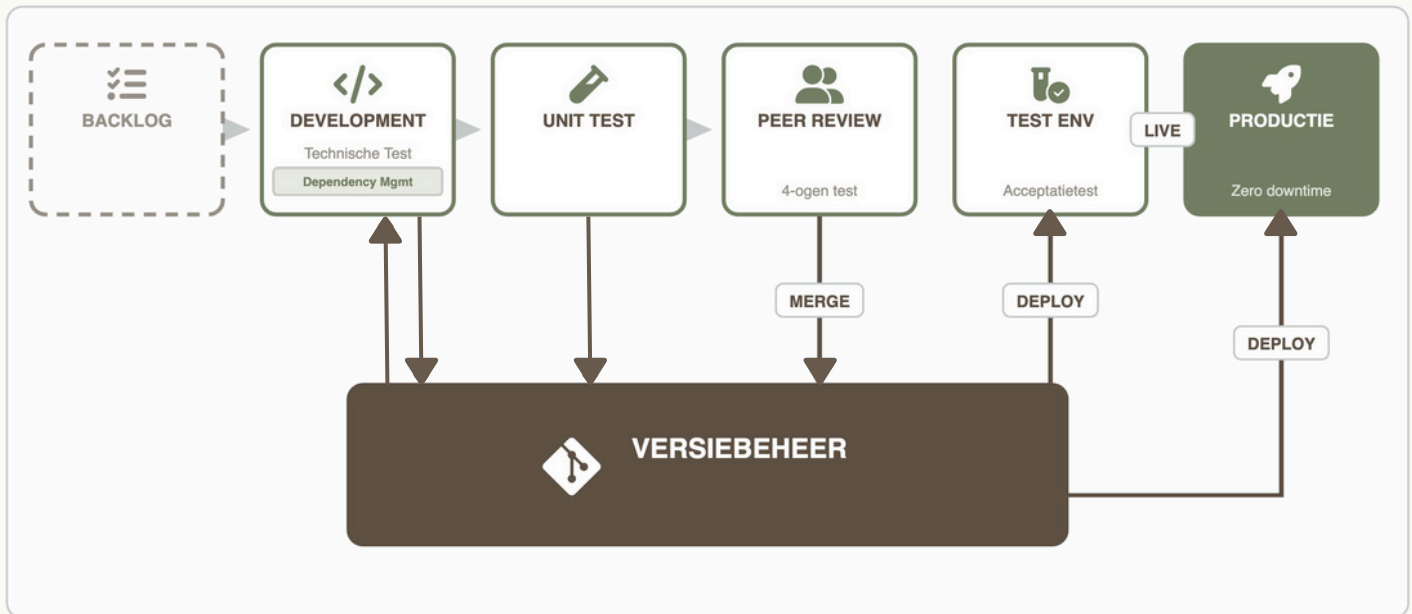 BACKLOG
DEVELOPMENT
Technische Test
Dependency Mgmt
UNIT TEST
PEER REVIEW
4-ogen test
TEST ENV
Acceptatietest
LIVE
PRODUCTIE
Zero downtime
MERGE
DEPLOY
DEPLOY
VERSIEBEHEER